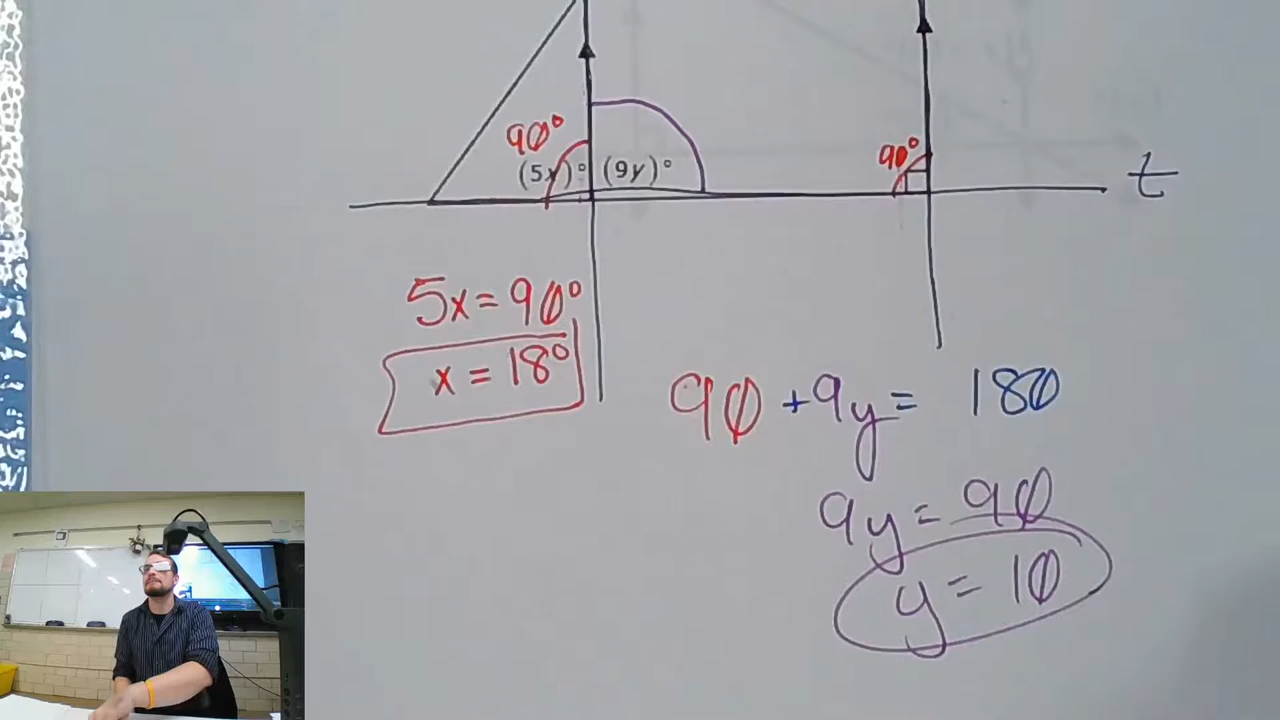 90°
(5x)° (9y)°
90°
t
5x = 90°
x = 18°
90 + 9y = 180
9y = 90
y = 10